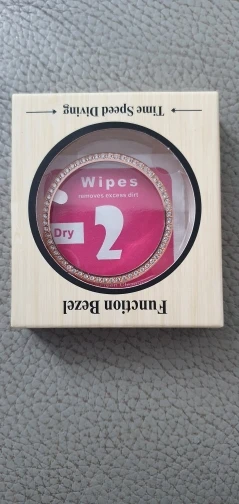 Time Speed Diving
Wipes
removes excess dirt
Dry
2
Function Bezel